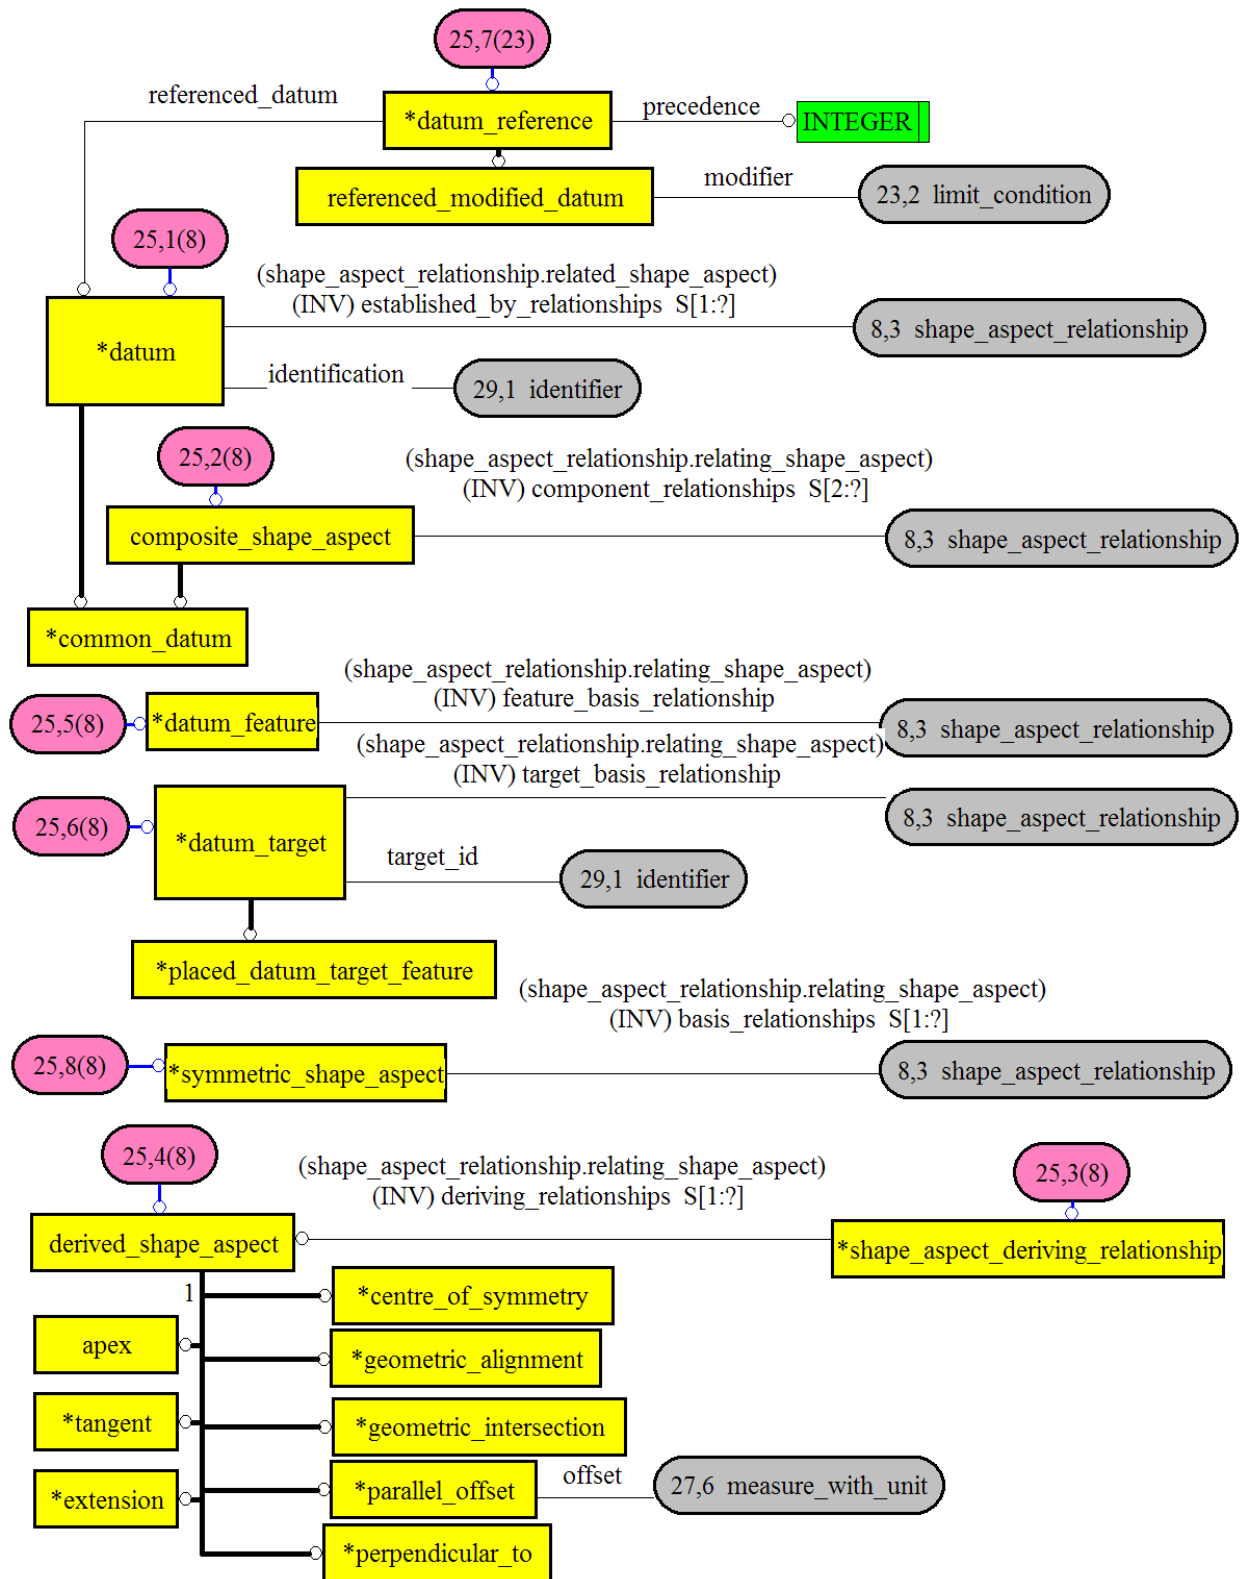 25,7(23)
referenced_datum
*datum_reference
precedence
INTEGER
referenced_modified_datum
modifier
23,2 limit_condition
25,1(8)
(shape_aspect_relationship.related_shape_aspect)
(INV) established_by_relationships S[1:?]
*datum
8,3 shape_aspect_relationship
identification
29,1 identifier
25,2(8)
(shape_aspect_relationship.relating_shape_aspect)
(INV) component_relationships S[2:?]
composite_shape_aspect
8,3 shape_aspect_relationship
*common_datum
(shape_aspect_relationship.relating_shape_aspect)
(INV) feature_basis_relationship
25,5(8)
*datum_feature
8,3 shape_aspect_relationship
(shape_aspect_relationship.relating_shape_aspect)
(INV) target_basis_relationship
25,6(8)
*datum_target
8,3 shape_aspect_relationship
target_id
29,1 identifier
*placed_datum_target_feature
(shape_aspect_relationship.relating_shape_aspect)
(INV) basis_relationships S[1:?]
25,8(8)
*symmetric_shape_aspect
8,3 shape_aspect_relationship
25,4(8)
(shape_aspect_relationship.relating_shape_aspect)
(INV) deriving_relationships S[1:?]
25,3(8)
derived_shape_aspect
*shape_aspect_deriving_relationship
1
*centre_of_symmetry
apex
*geometric_alignment
*tangent
*geometric_intersection
*extension
*parallel_offset
offset
27,6 measure_with_unit
*perpendicular_to